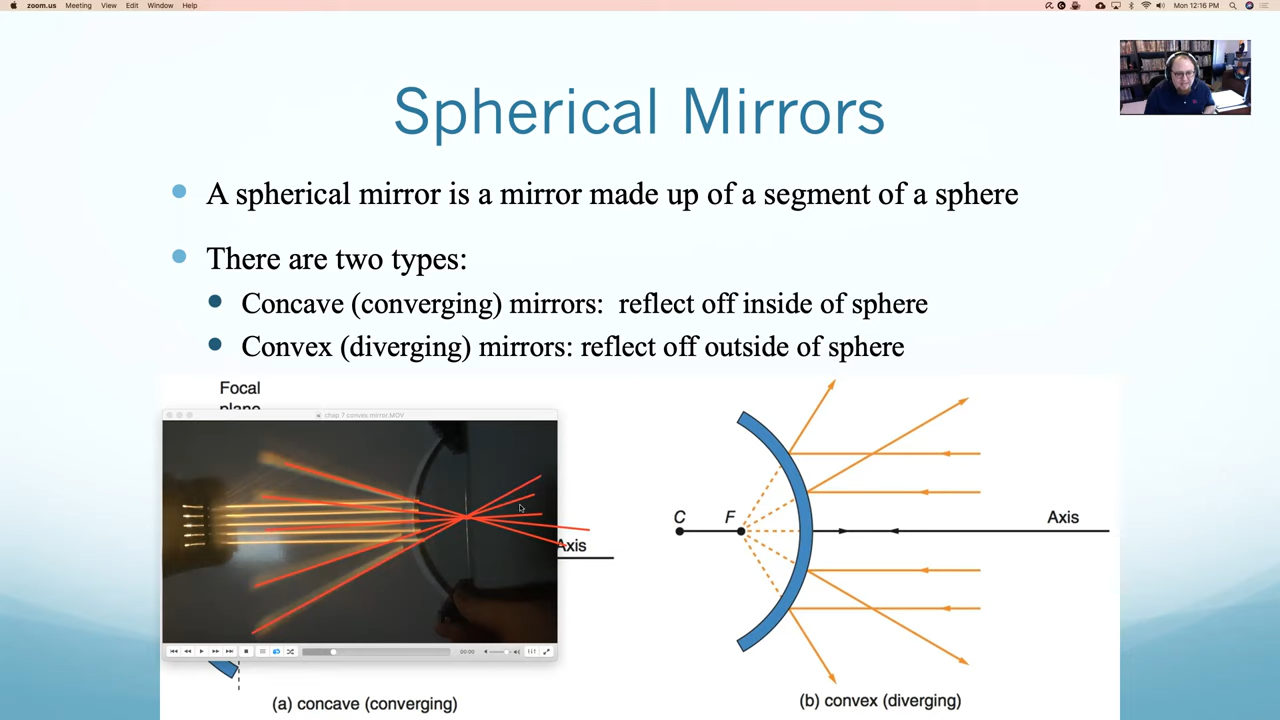 zoom.us Meeting View Edit Window Help
Mon 12:16 PM
Spherical Mirrors
A spherical mirror is a mirror made up of a segment of a sphere
There are two types:
Concave (converging) mirrors: reflect off inside of sphere
Convex (diverging) mirrors: reflect off outside of sphere
Focal
plane
chap 7 convex mirror.MOV
Axis
00:00
(a) concave (converging)
C F Axis
(b) convex (diverging)